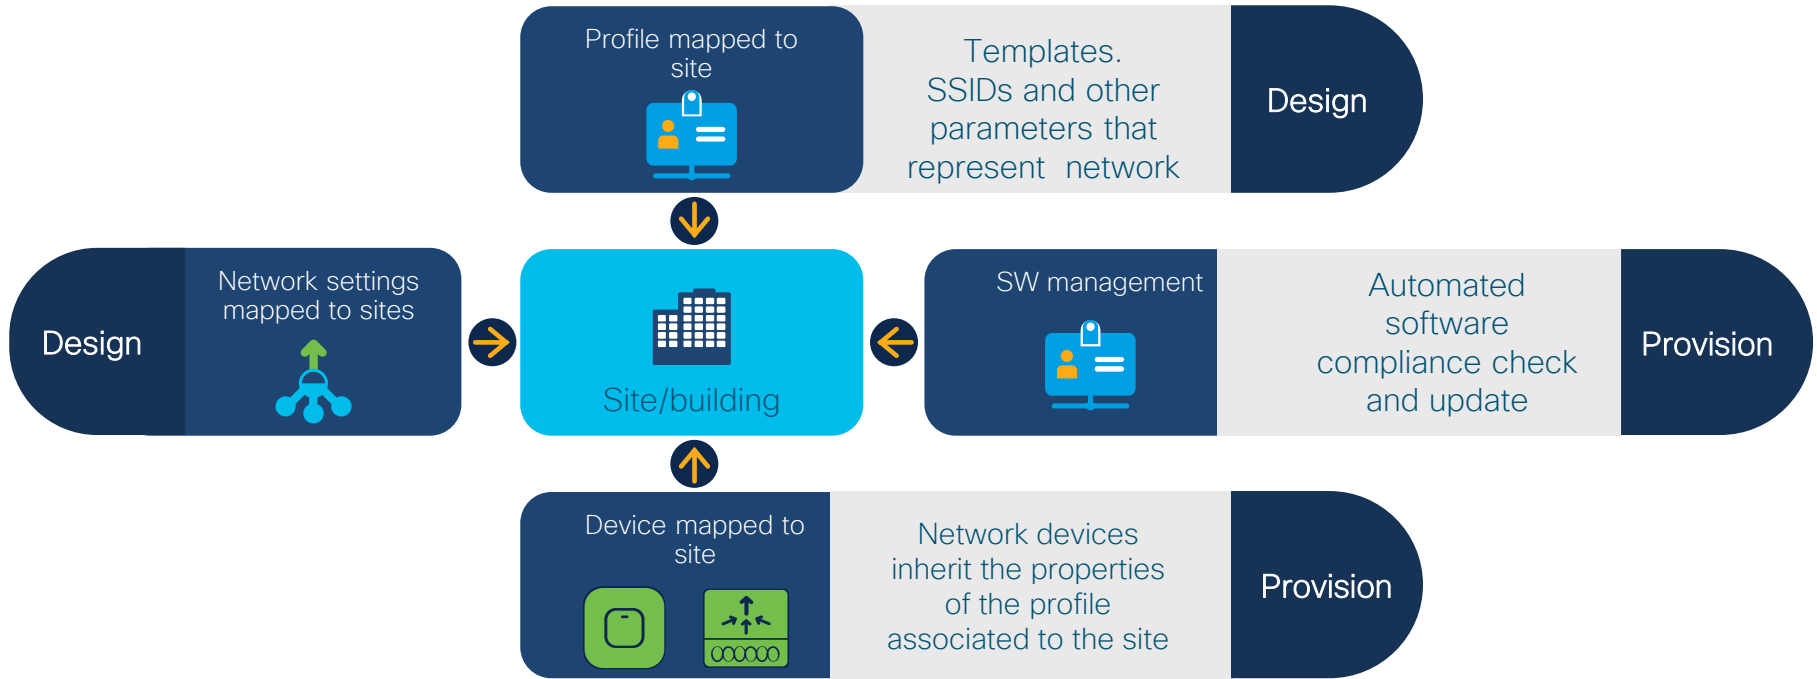 Profile mapped to
site
Templates.
SSIDs and other
parameters that
represent network
Design
Design
Network settings
mapped to sites
Site/building
SW management
Automated
software
compliance check
and update
Provision
Device mapped to
site
Network devices
inherit the properties
of the profile
associated to the site
Provision